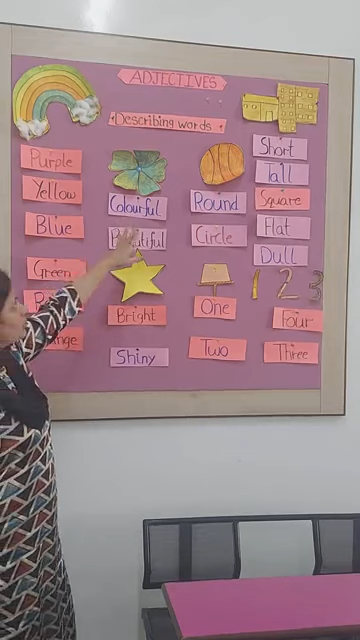 ADJECTIVES
Describing words
Purple
Yellow
Blue
Green
Colourful
Bright
Shiny
Round
Circle
One
Two
Short
Tall
Square
Flat
Dull
1 2 3
Four
Three